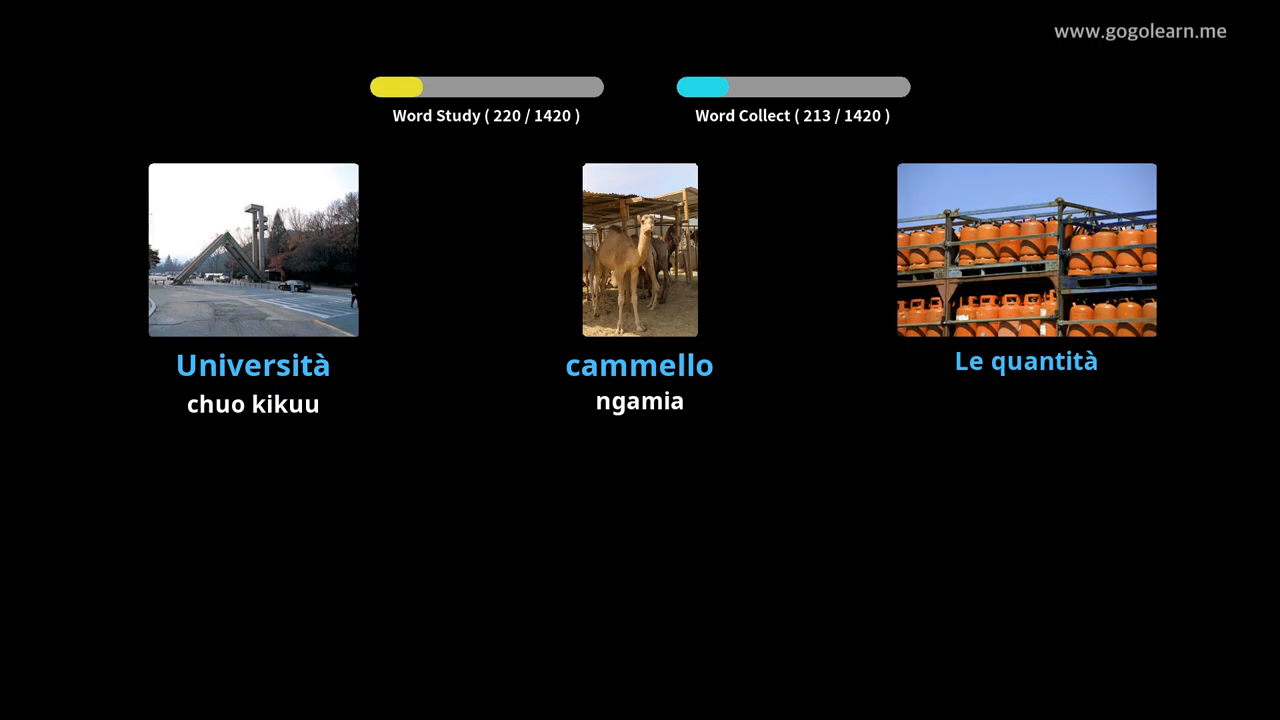 www.gogolearn.me
Word Study ( 220 / 1420 )
Word Collect ( 213 / 1420 )
Università
chuo kikuu
cammello
ngamia
Le quantità